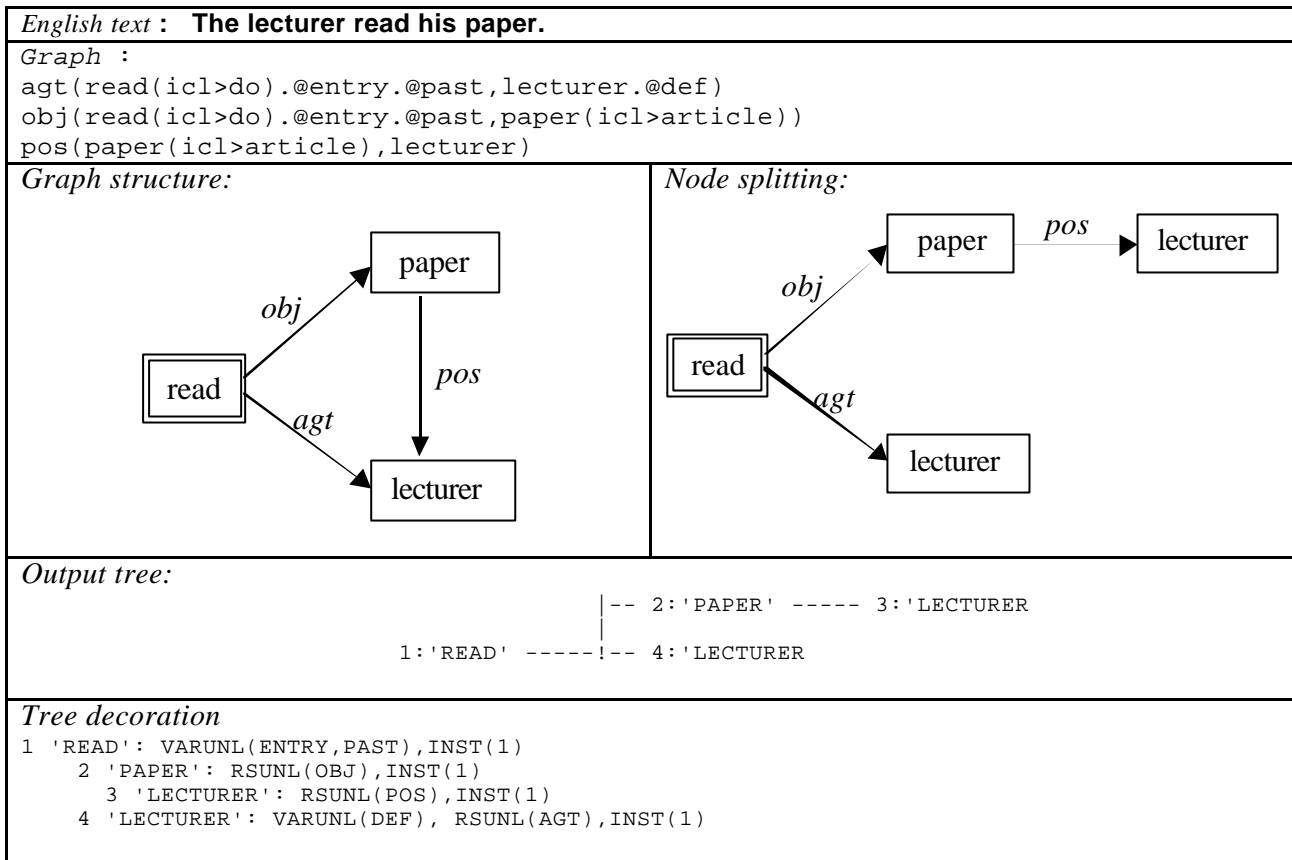 English text : The lecturer read his paper.
Graph :
agt(read(icl>do).@entry.@past,lecturer.@def)
obj(read(icl>do).@entry.@past,paper(icl>article))
pos(paper(icl>article),lecturer)
Graph structure:
paper
obj
read
pos
agt
lecturer
Node splitting:
paper
pos
lecturer
obj
read
agt
lecturer
Output tree:
|-- 2:'PAPER' ----- 3:'LECTURER
|
1:'READ' -----!-- 4:'LECTURER
Tree decoration
1 'READ': VARUNL(ENTRY,PAST),INST(1)
2 'PAPER': RSUNL(OBJ),INST(1)
3 'LECTURER': RSUNL(POS),INST(1)
4 'LECTURER': VARUNL(DEF), RSUNL(AGT),INST(1)